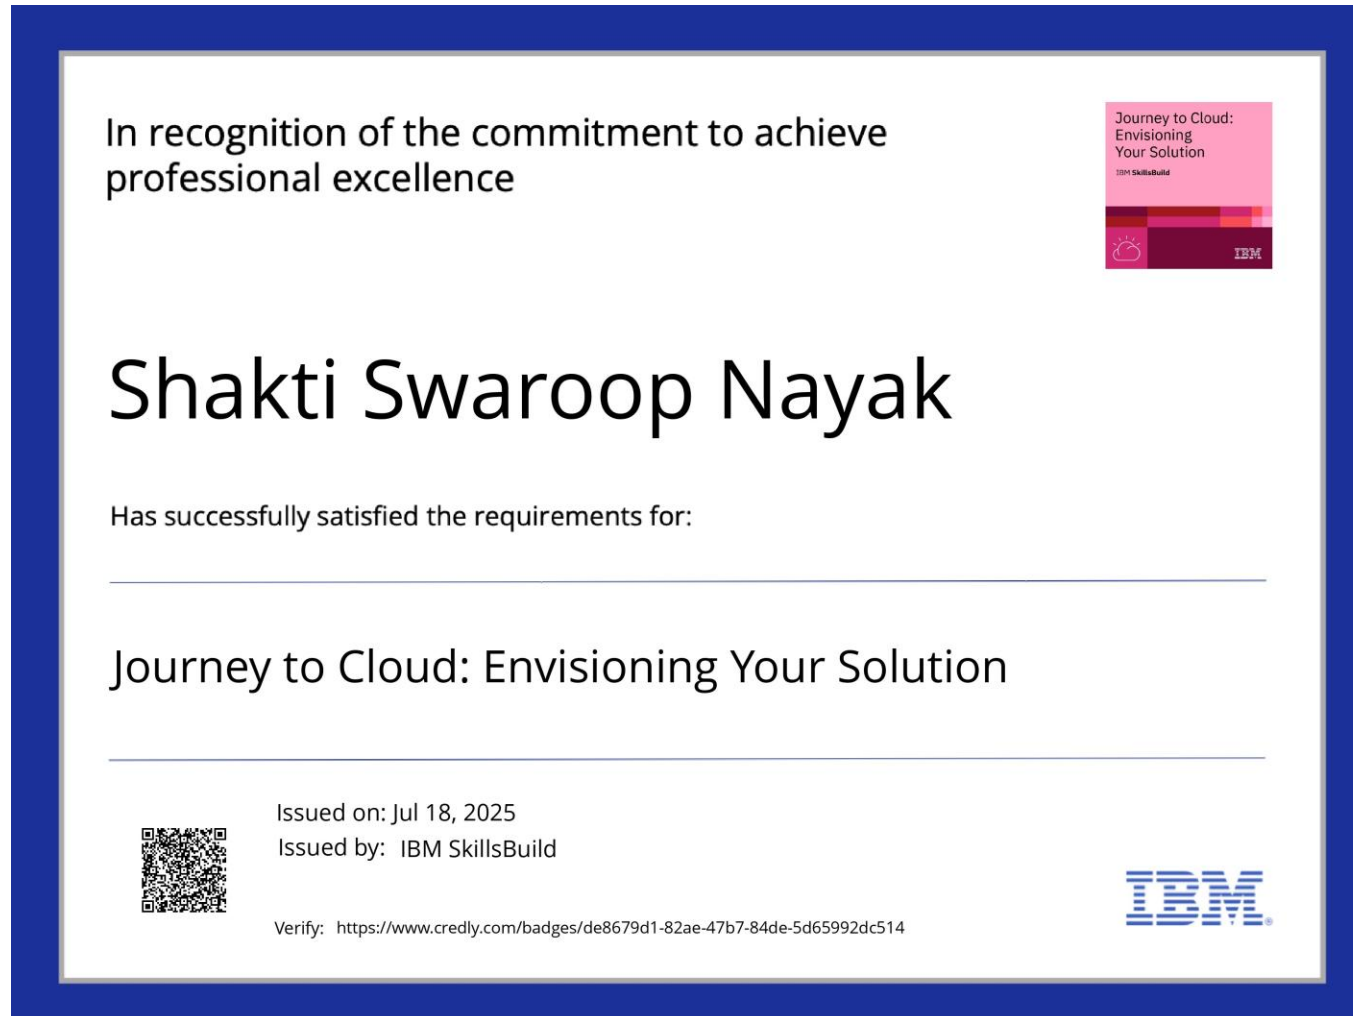 In recognition of the commitment to achieve
professional excellence
Journey to Cloud:
Envisioning
Your Solution
IBM SkillsBuild
IBM
Shakti Swaroop Nayak
Has successfully satisfied the requirements for:
Journey to Cloud: Envisioning Your Solution
Issued on: Jul 18, 2025
Issued by: IBM SkillsBuild
Verify: https://www.credly.com/badges/de8679d1-82ae-47b7-84de-5d65992dc514
IBM®